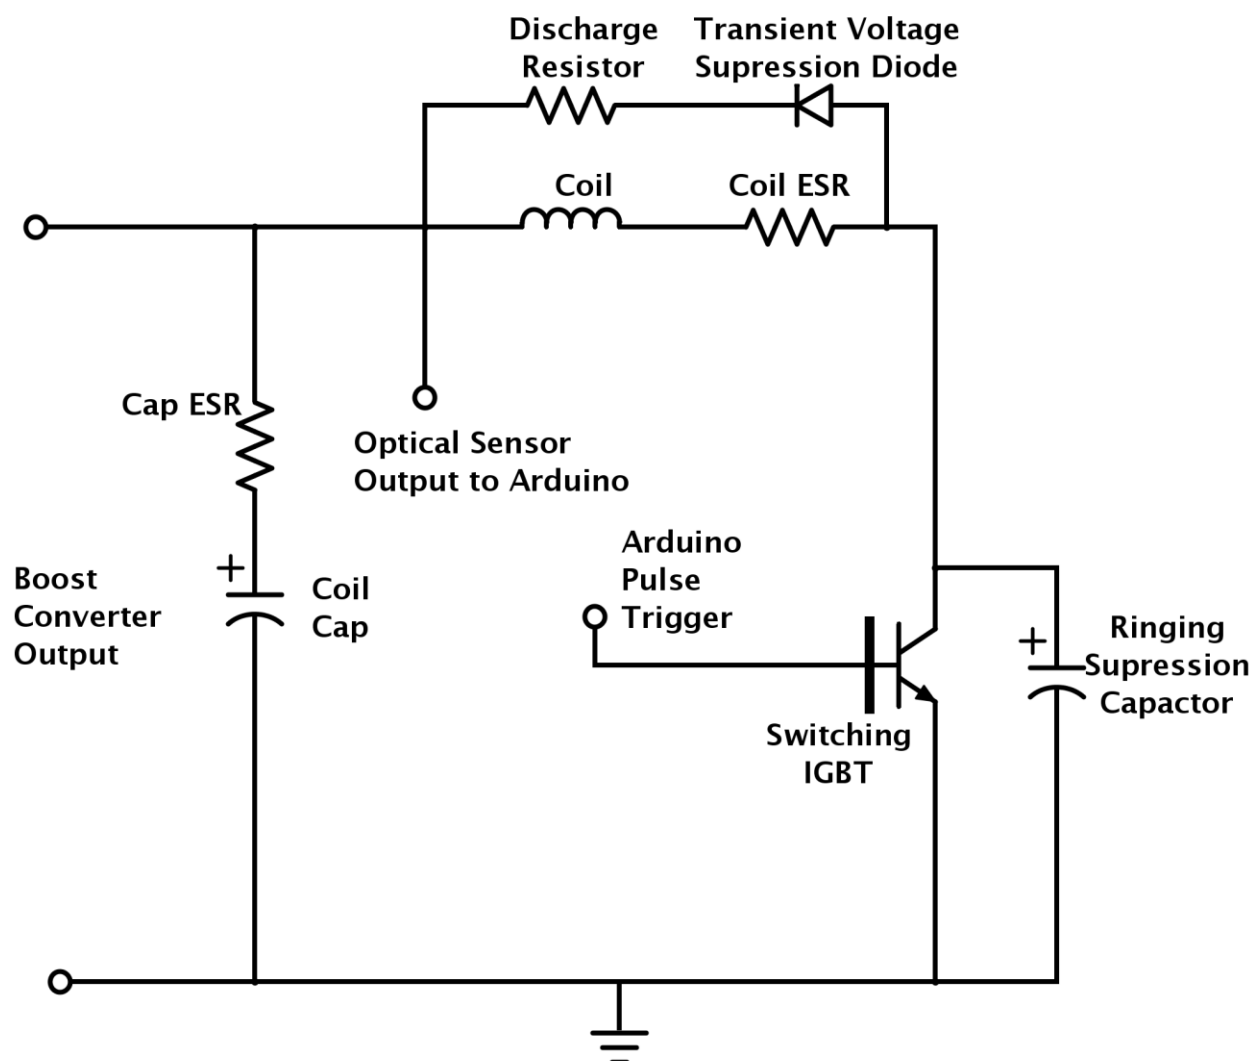 Discharge
Resistor
Transient Voltage
Supression Diode
Coil
Coil ESR
Cap ESR
Optical Sensor
Output to Arduino
Boost
Converter
Output
+
Coil
Cap
Arduino
Pulse
Trigger
Switching
IGBT
+
Ringing
Supression
Capactor